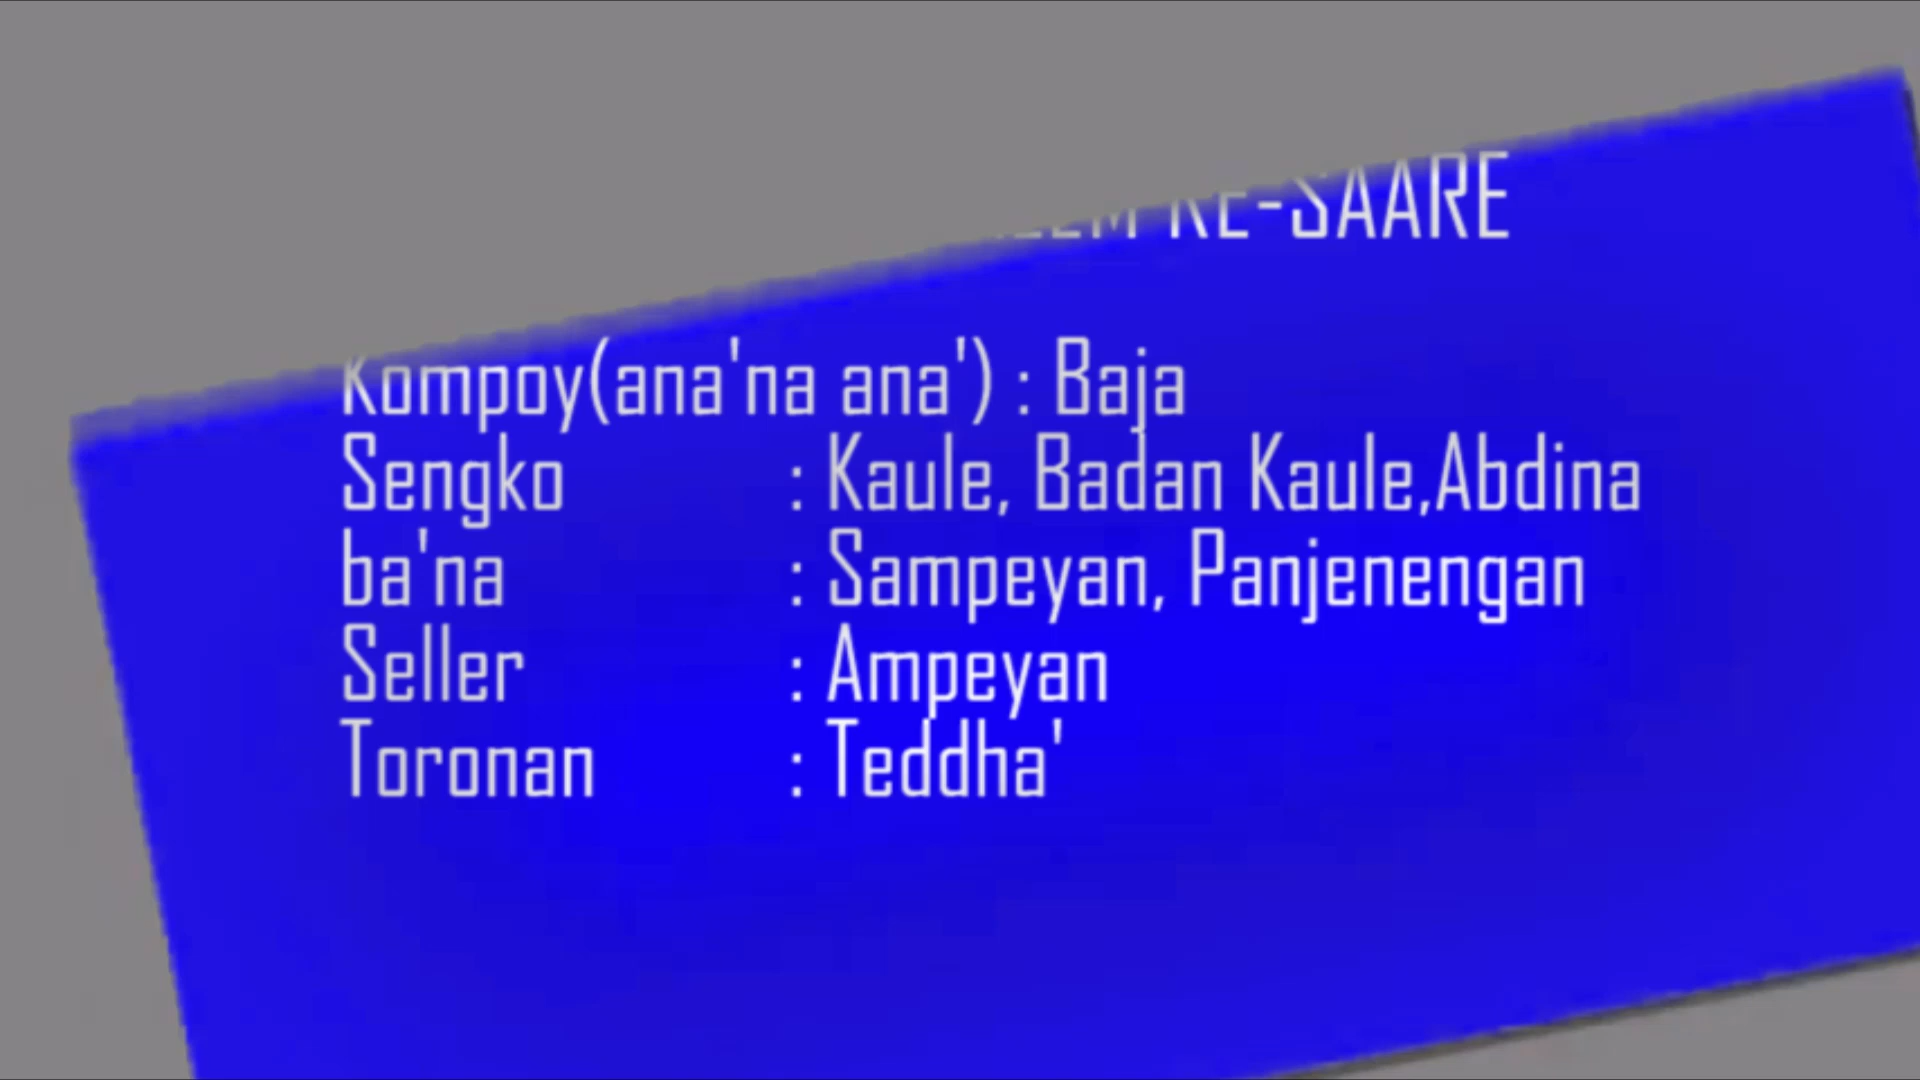 KE-SAARE
Kompoy(ana'na ana') : Baja
Sengko : Kaule, Badan Kaule,Abdina
ba'na : Sampeyan, Panjenengan
Seller : Ampeyan
Toronan : Teddha'